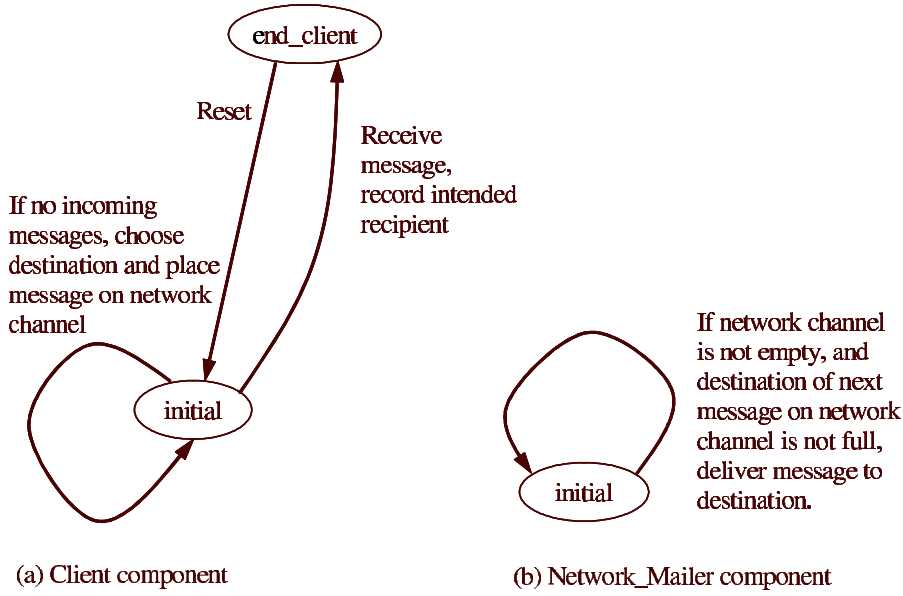 end_client
Reset
Receive
message,
record intended
recipient
If no incoming
messages, choose
destination and place
message on network
channel
initial
(a) Client component
If network channel
is not empty, and
destination of next
message on network
channel is not full,
deliver message to
destination.
initial
(b) Network_Mailer component